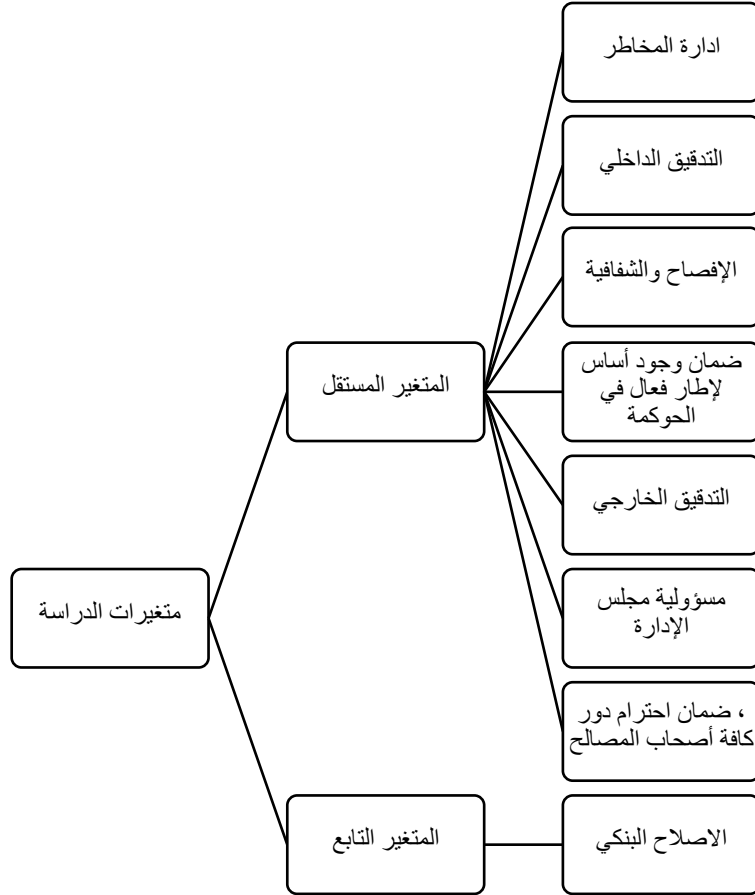 ادارة المخاطر
التدقيق الداخلي
الإفصاح والشفافية
ضمان وجود أساس
لإطار فعال في
الحوكمة
المتغير المستقل
التدقيق الخارجي
مسؤولية مجلس
الإدارة
متغيرات الدراسة
، ضمان احترام دور
كافة أصحاب المصالح
المتغير التابع
الاصلاح البنكي